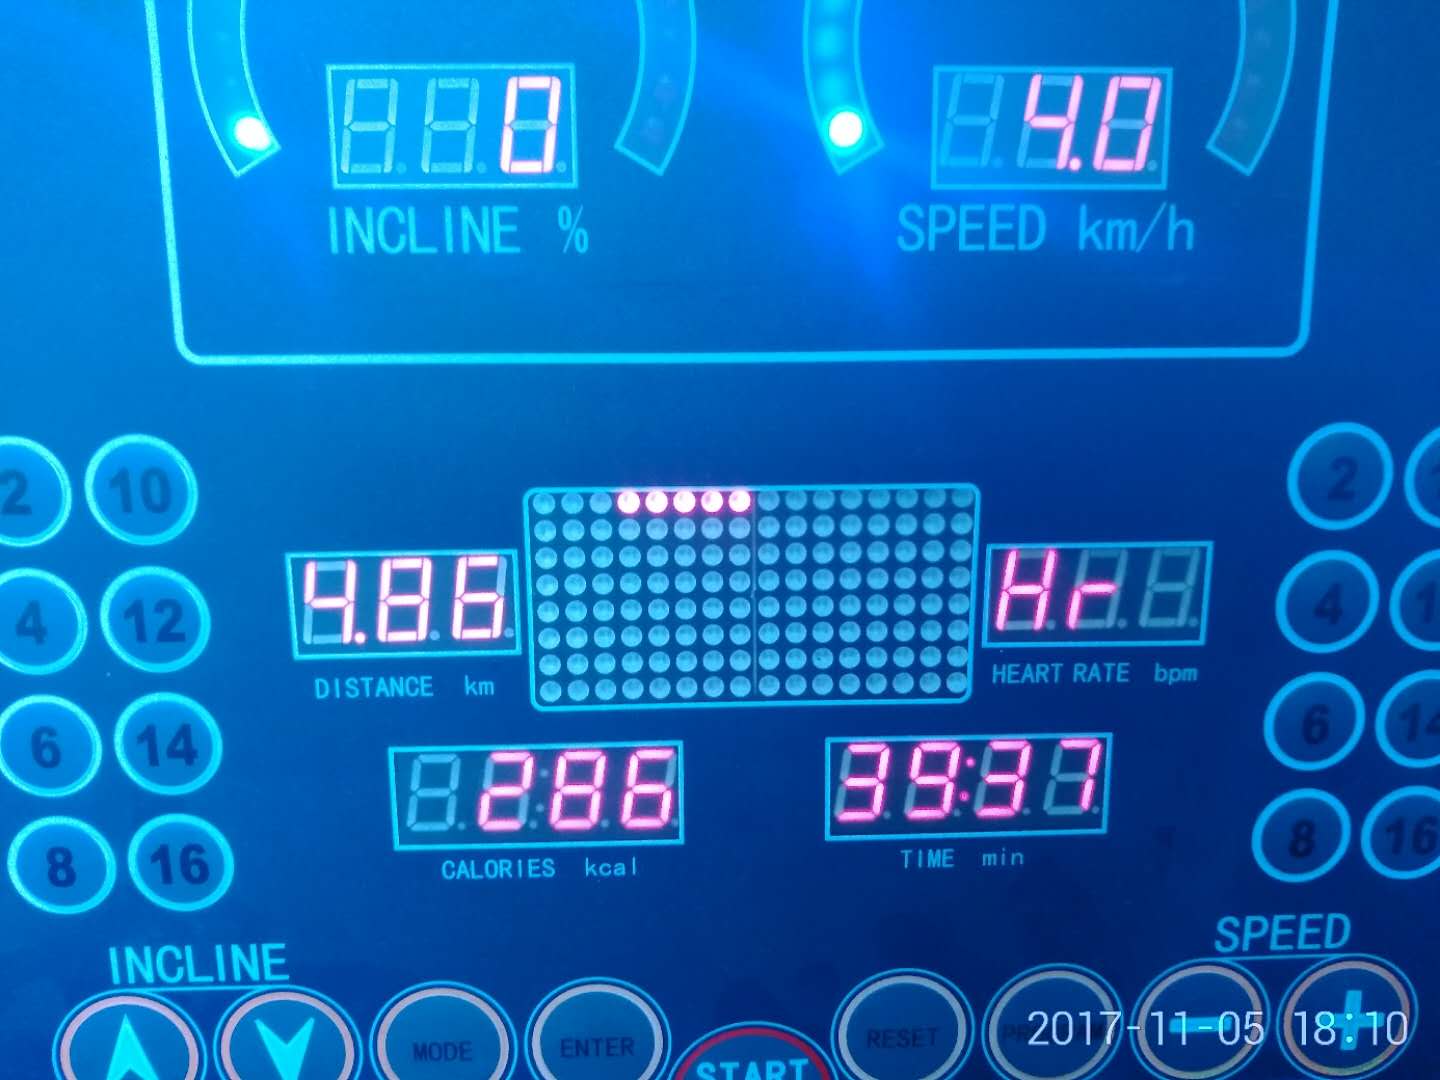 0 4.0
INCLINE % SPEED km/h
2 10 2
4.86 Hr
4 12 4
DISTANCE km HEART RATE bpm
6 14 6 14
286 39:37
CALORIES kcal TIME min
8 16 8 16
INCLINE SPEED
MODE ENTER START RESET
2017-11-05 18:10